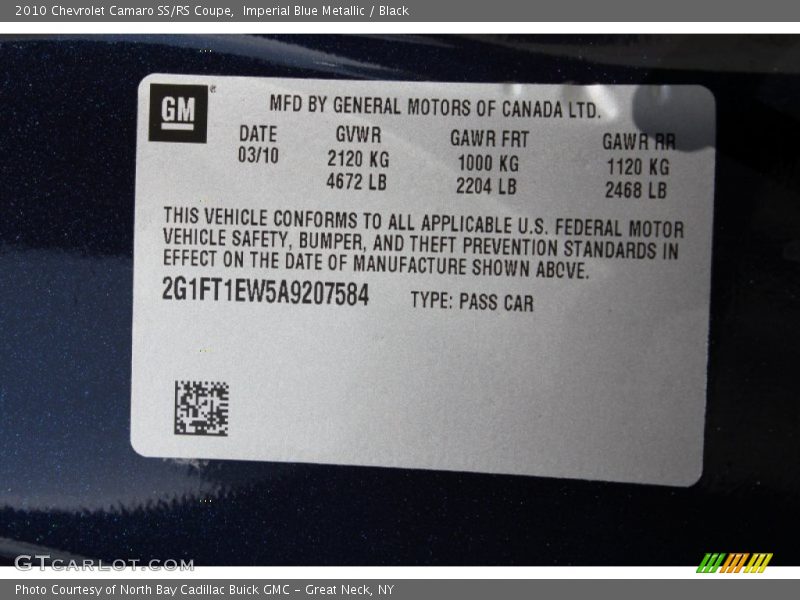 2010 Chevrolet Camaro SS/RS Coupe,  Imperial Blue Metallic / Black
GM
®
MFD BY GENERAL MOTORS OF CANADA LTD.
DATE GVWR GAWR FRT GAWR RR
03/10 2120 KG 1000 KG 1120 KG
4672 LB 2204 LB 2468 LB
THIS VEHICLE CONFORMS TO ALL APPLICABLE U.S. FEDERAL MOTOR
VEHICLE SAFETY, BUMPER, AND THEFT PREVENTION STANDARDS IN
EFFECT ON THE DATE OF MANUFACTURE SHOWN ABOVE.
2G1FT1EW5A9207584 TYPE: PASS CAR
GTCARLOT.COM
Photo Courtesy of North Bay Cadillac Buick GMC - Great Neck, NY